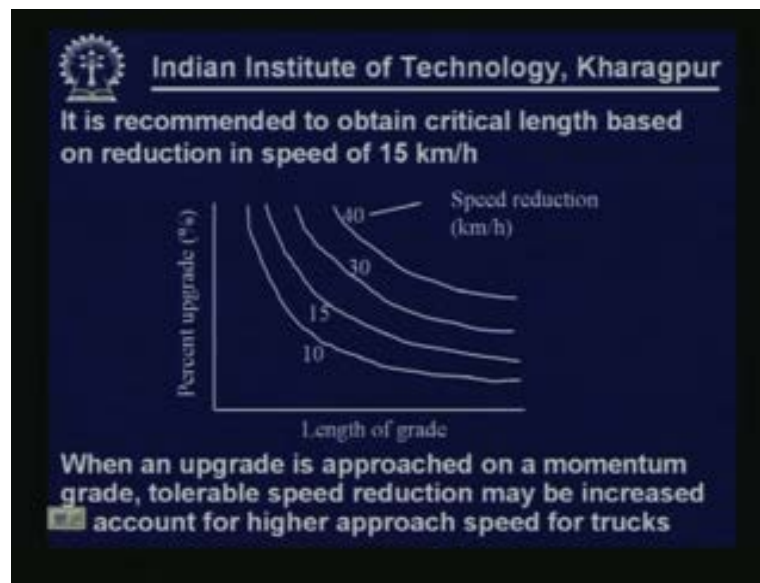 Indian Institute of Technology, Kharagpur
It is recommended to obtain critical length based
on reduction in speed of 15 km/h
Speed reduction
(km/h)
40
30
15
10
Percent upgrade (%)
Length of grade
When an upgrade is approached on a momentum
grade, tolerable speed reduction may be increased
account for higher approach speed for trucks